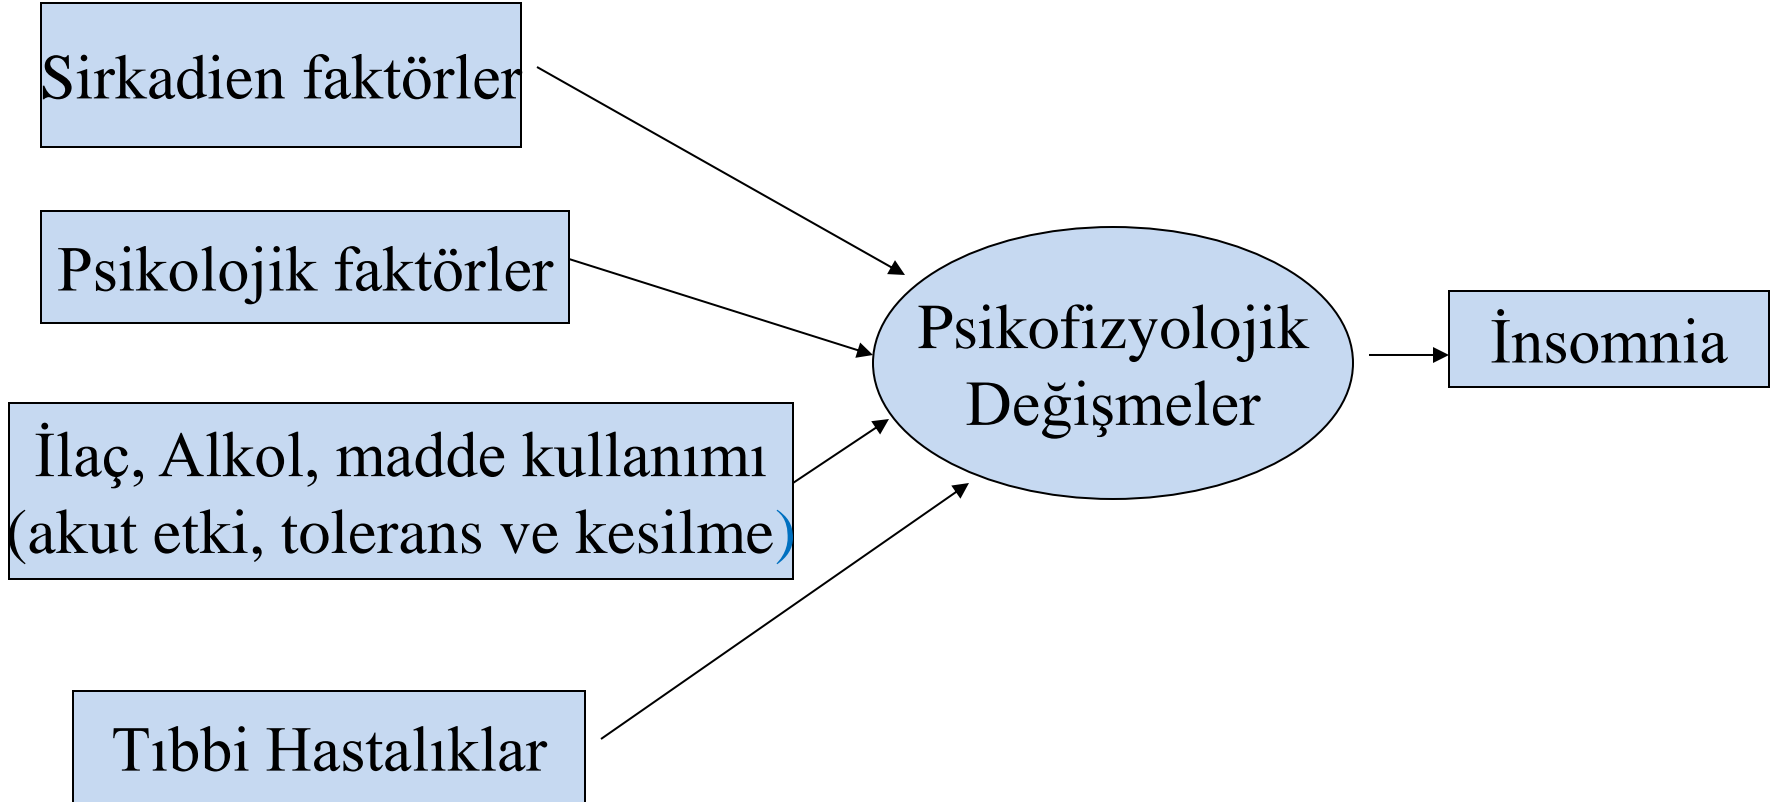 Sirkadien faktörler
Psikolojik faktörler
İlaç, Alkol, madde kullanımı
(akut etki, tolerans ve kesilme)
Tıbbi Hastalıklar
Psikofizyolojik
Değişmeler
İnsomnia